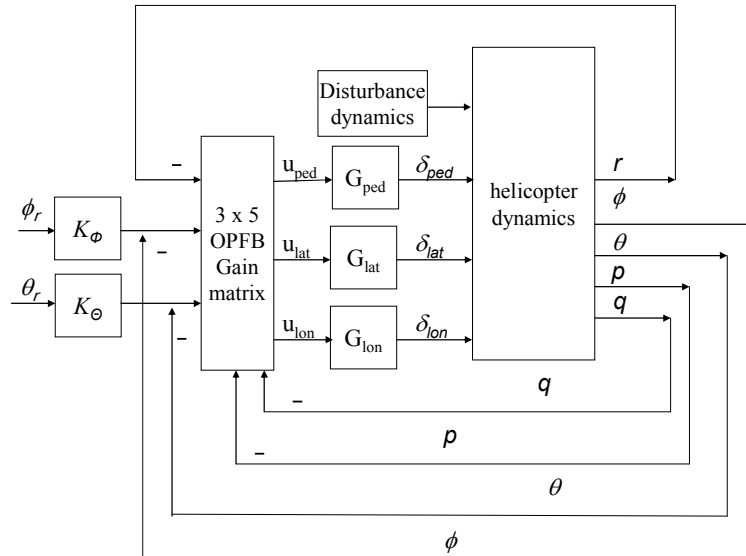 Disturbance
dynamics
–
u_ped
G_ped
δ_ped
r
ϕ
helicopter
dynamics
ϕ_r
K_Φ
–
3 x 5
OPFB
Gain
matrix
u_lat
G_lat
δ_lat
θ
p
q
θ_r
K_Θ
–
u_lon
G_lon
δ_lon
–
q
–
p
θ
ϕ